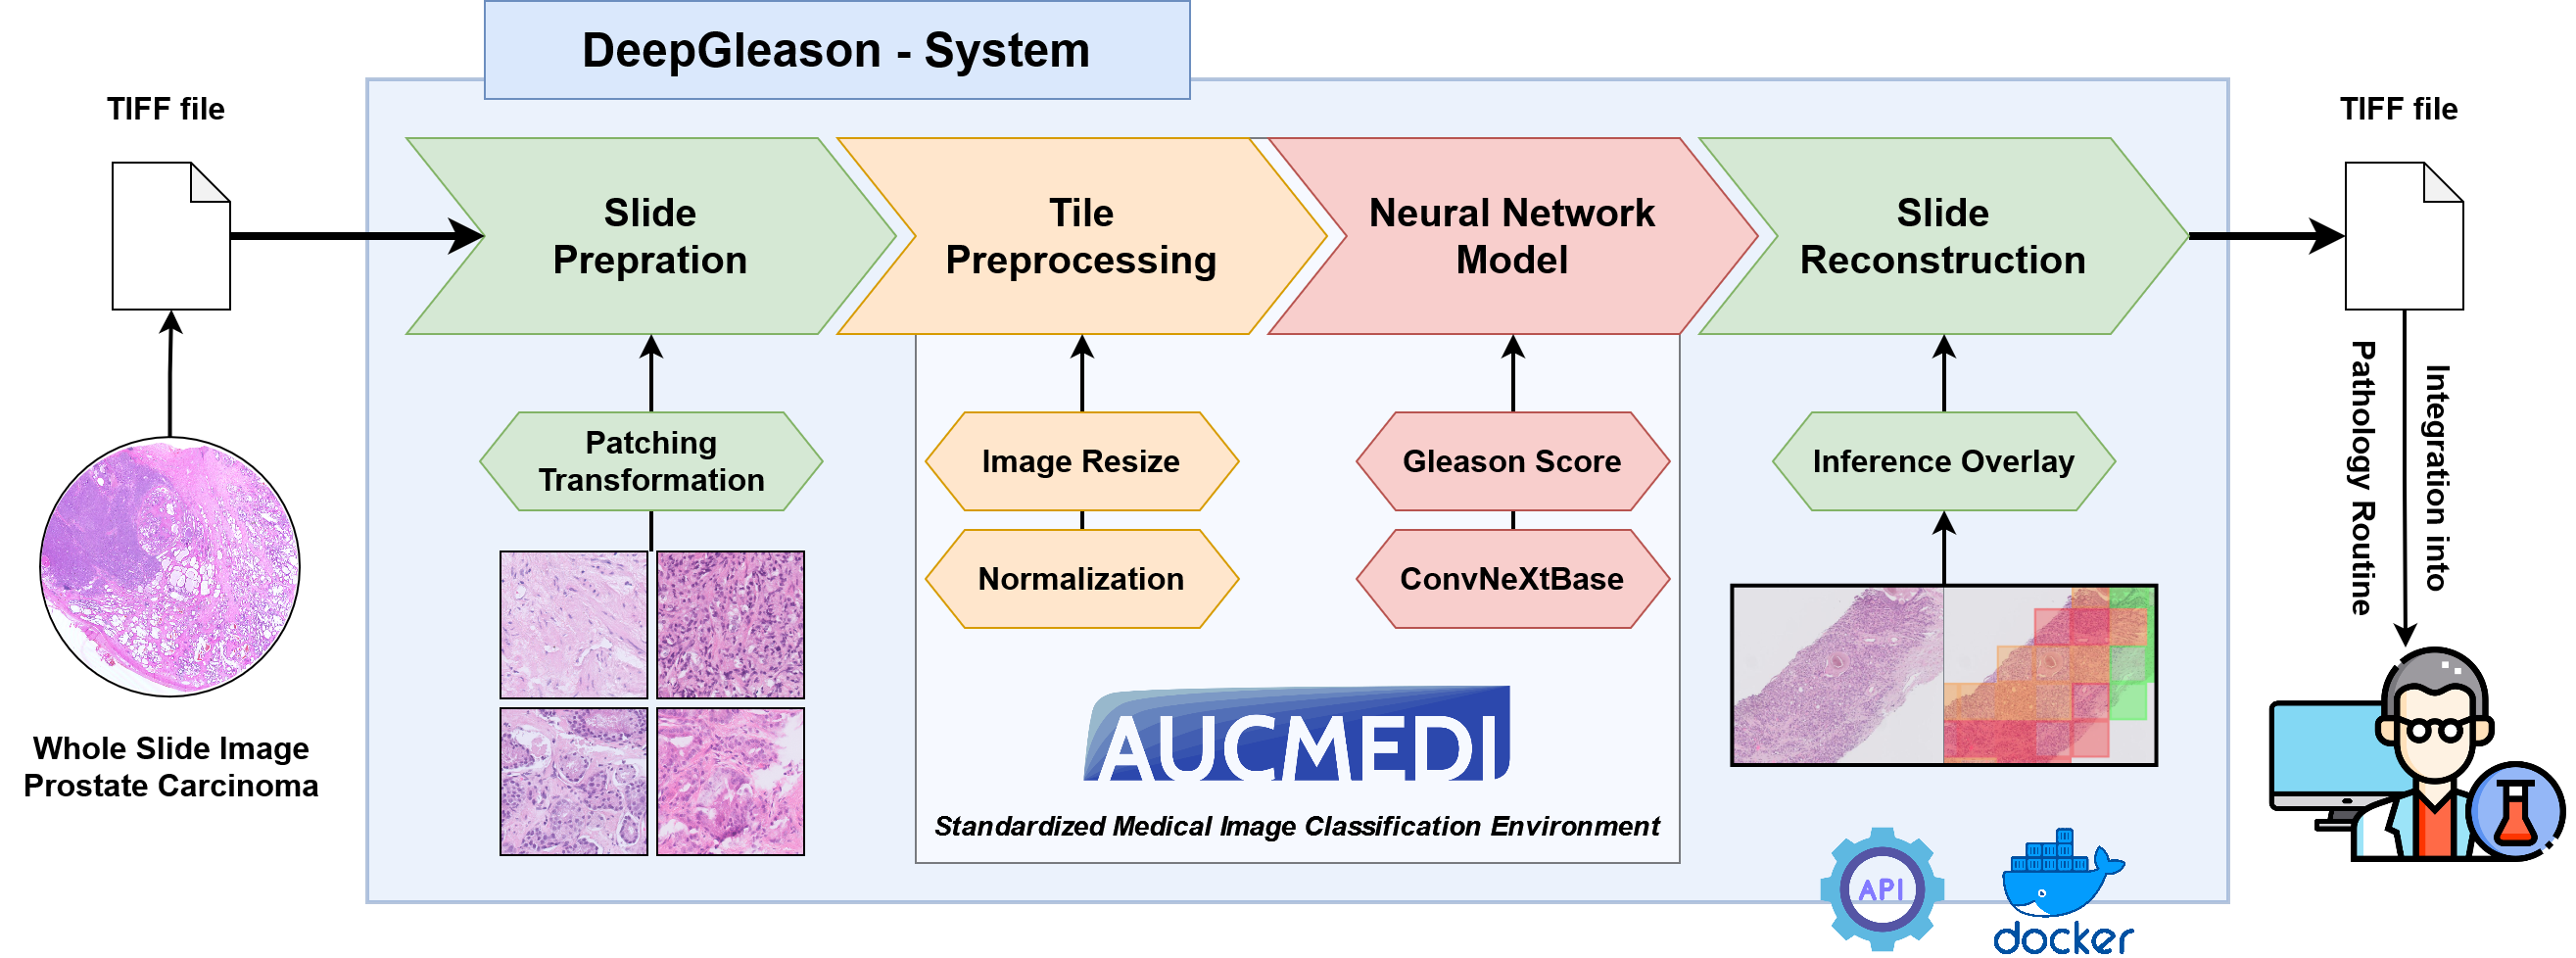 DeepGleason - System
TIFF file
TIFF file
Slide
Prepration
Tile
Preprocessing
Neural Network
Model
Slide
Reconstruction
Patching
Transformation
Image Resize
Normalization
Gleason Score
ConvNeXtBase
Inference Overlay
Integration into
Pathology Routine
Whole Slide Image
Prostate Carcinoma
AUCMEDI
Standardized Medical Image Classification Environment
API
docker